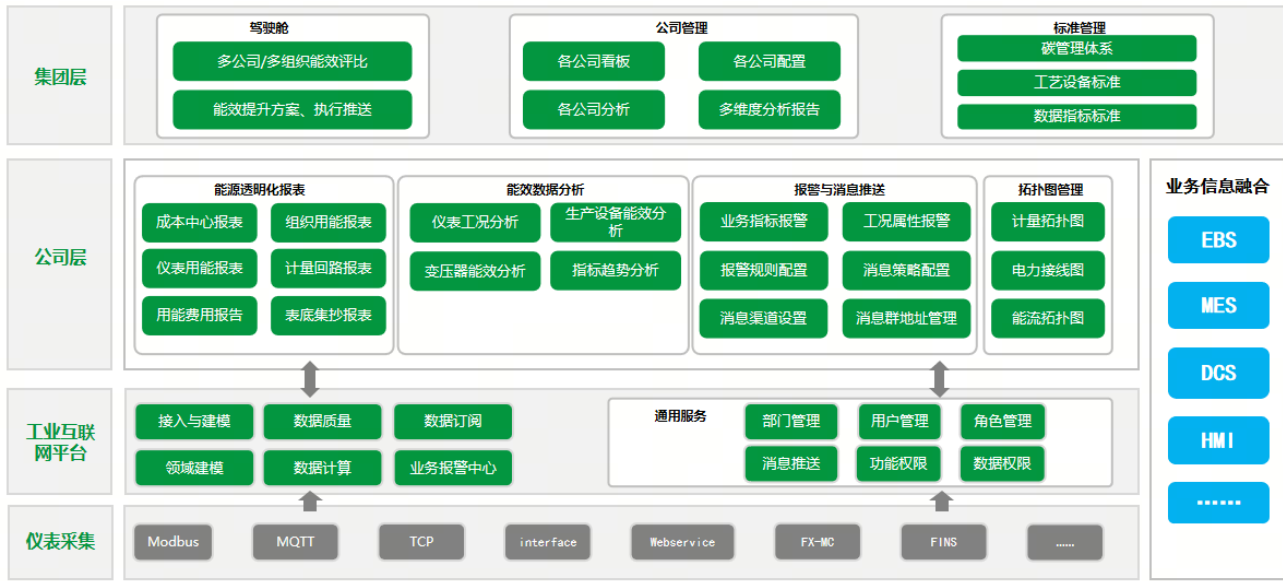 集团层
驾驶舱
多公司/多组织能效评比
能效提升方案、执行推送
公司管理
各公司看板
各公司配置
各公司分析
多维度分析报告
标准管理
碳管理体系
工艺设备标准
数据指标标准
公司层
能源透明化报表
成本中心报表
组织用能报表
仪表用能报表
计量回路报表
用能费用报告
表底集抄报表
能效数据分析
仪表工况分析
生产设备能效分
析
变压器能效分析
指标趋势分析
报警与消息推送
业务指标报警
工况属性报警
报警规则配置
消息策略配置
消息渠道设置
消息群地址管理
拓扑图管理
计量拓扑图
电力接线图
能流拓扑图
工业互联
网平台
接入与建模
数据质量
数据订阅
领域建模
数据计算
业务报警中心
通用服务
部门管理
用户管理
角色管理
消息推送
功能权限
数据权限
仪表采集
Modbus
MQTT
TCP
interface
Webservice
FX-MC
FINS
......
业务信息融合
EBS
MES
DCS
HMI
······